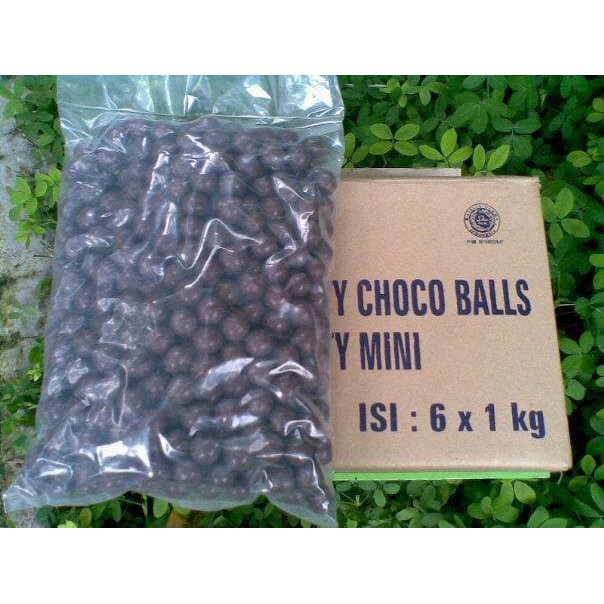 Y CHOCO BALLS
Y MiNI
ISI : 6 x 1 kg